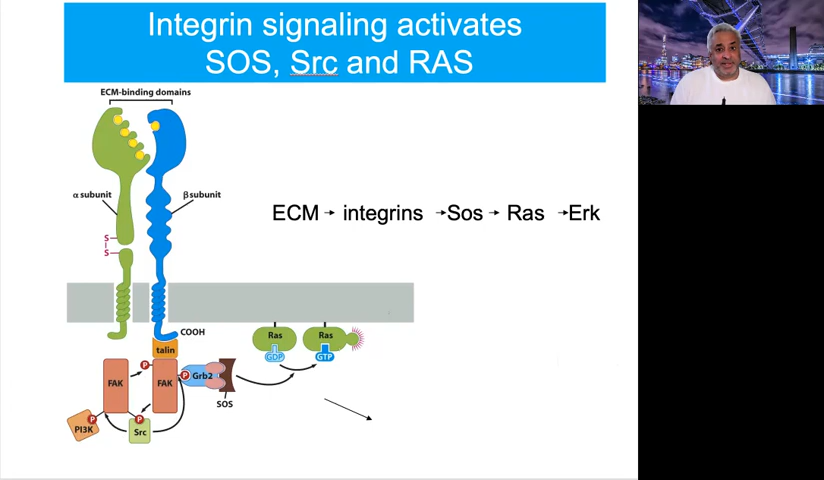 Integrin signaling activates
SOS, Src and RAS
ECM-binding domains
α subunit
β subunit
S
S
ECM → integrins → Sos → Ras → Erk
COOH
talin
Ras
Ras
GDP
GTP
FAK
P
FAK
P
Grb2
SOS
PI3K
P
P
Src